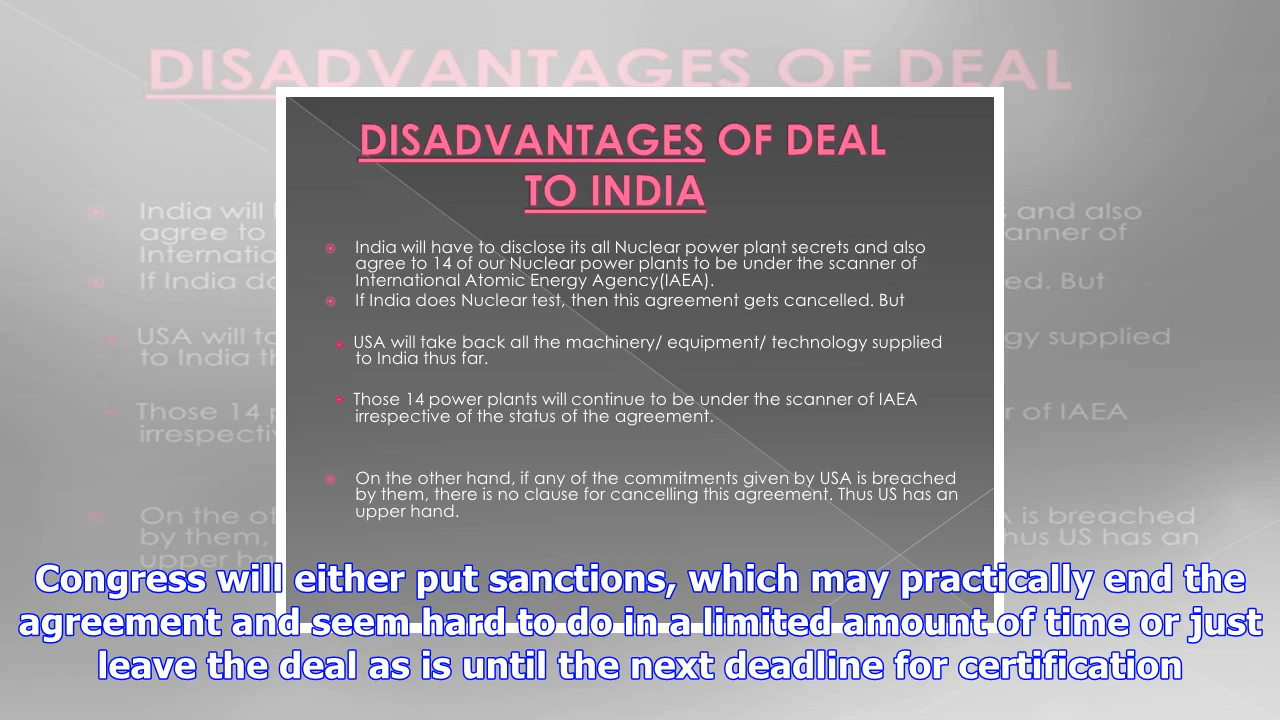 DISADVANTAGES OF DEAL
DISADVANTAGES OF DEAL
TO INDIA
India will have to disclose its all Nuclear power plant secrets and also
agree to 14 of our Nuclear power plants to be under the scanner of
International Atomic Energy Agency(IAEA).
If India does Nuclear test, then this agreement gets cancelled. But
USA will take back all the machinery/ equipment/ technology supplied
to India thus far.
Those 14 power plants will continue to be under the scanner of IAEA
irrespective of the status of the agreement.
On the other hand, if any of the commitments given by USA is breached
by them, there is no clause for cancelling this agreement. Thus US has an
upper hand.
Congress will either put sanctions, which may practically end the
agreement and seem hard to do in a limited amount of time or just
leave the deal as is until the next deadline for certification